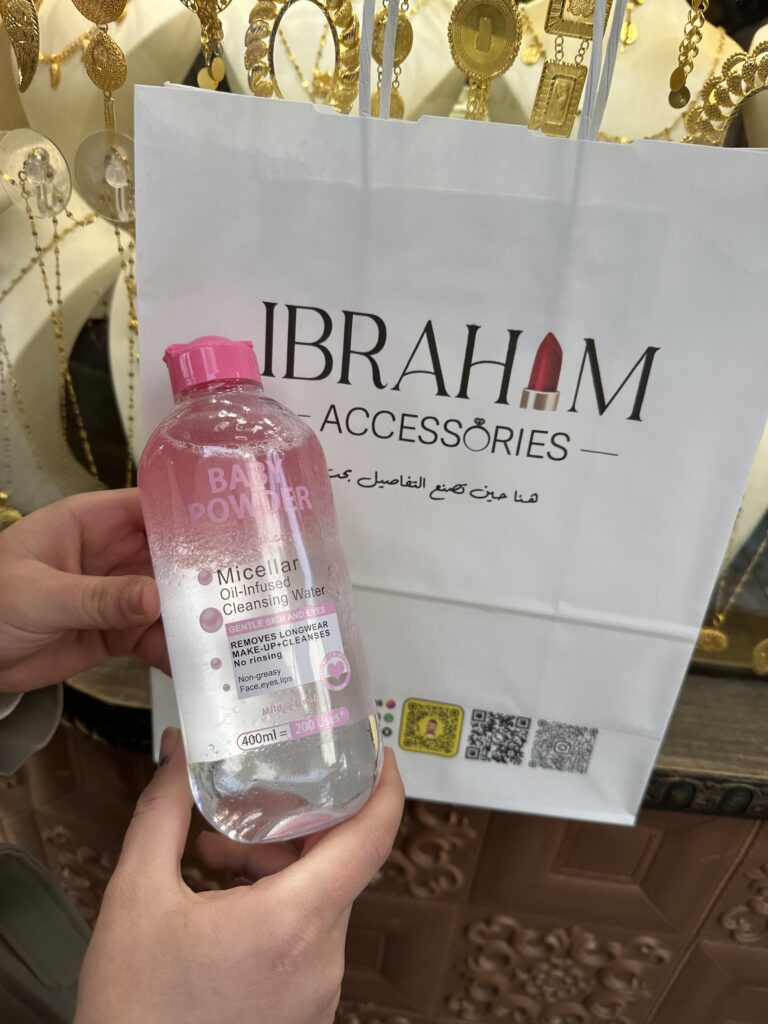 IBRAHIM
ACCESSORIES
هنا حين تصنع التفاصيل
BABY
POWDER
Micellar
Oil-Infused
Cleansing Water
GENTLE SKIN AND EYES
REMOVES LONGWEAR
MAKE-UP+CLEANSES
No rinsing
Non-greasy
Face,eyes,lips
400ml = 200 Uses*